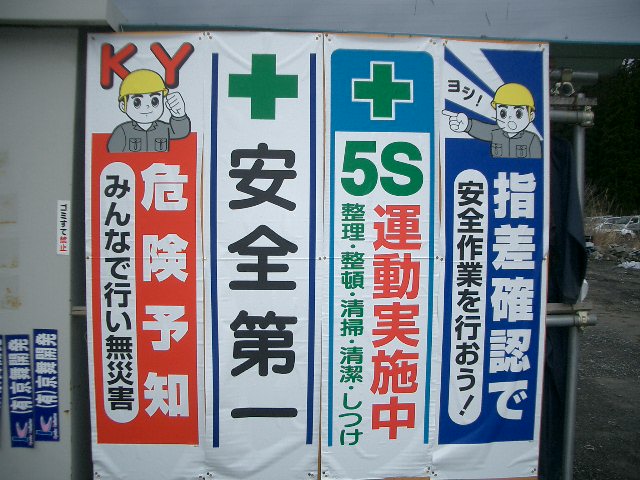 KY
危険予知
みんなで行い無災害
安全第一
5S
運動実施中
整理・整頓・清掃・清潔・しつけ
ヨシ!
指差確認で
安全作業を行おう!
ゴミすて禁止